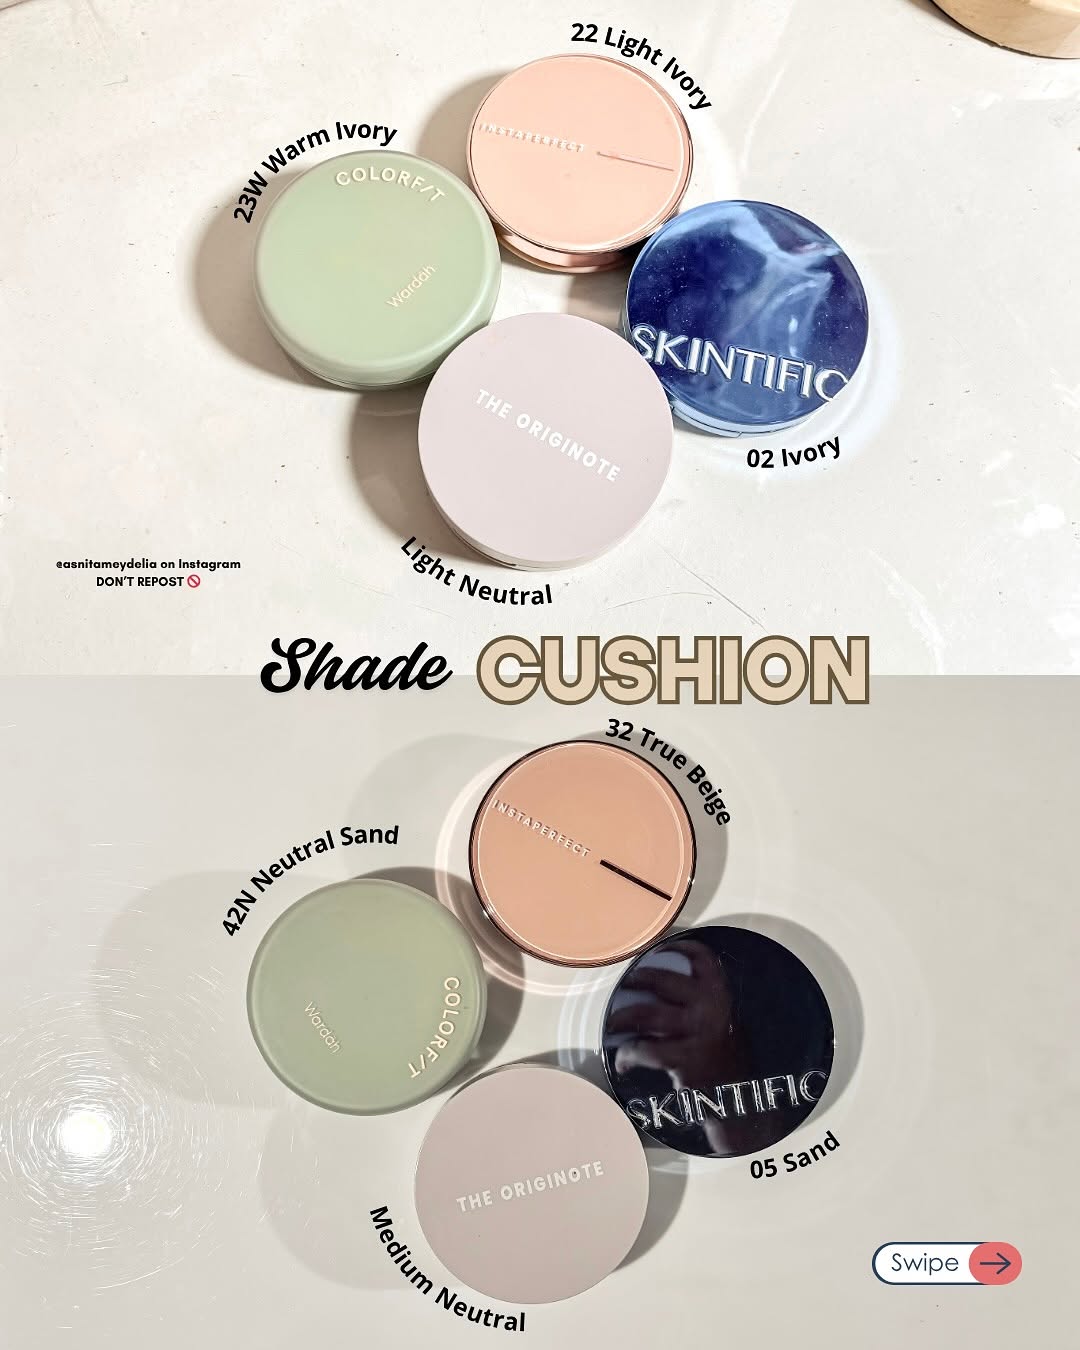 22 Light Ivory
INSTAPERFECT
23W Warm Ivory
COLORF/T
Wardah
SKINTIFIC
02 Ivory
THE ORIGINOTE
Light Neutral
@asnitameydelia on Instagram
DON'T REPOST 🚫
Shade CUSHION
32 True Beige
INSTAPERFECT
42N Neutral Sand
Wardah
COLORF/T
SKINTIFIC
05 Sand
THE ORIGINOTE
Medium Neutral
Swipe